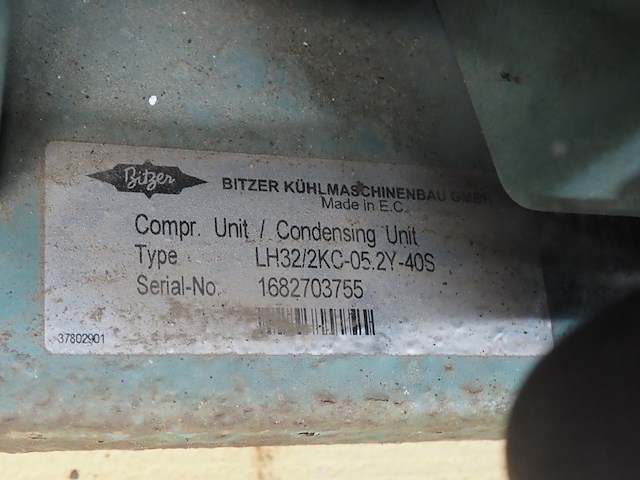 Bitzer
BITZER KÜHLMASCHINENBAU GMBH
Made in E.C.
Compr. Unit / Condensing Unit
Type LH32/2KC-05.2Y-40S
Serial-No. 1682703755
37802901